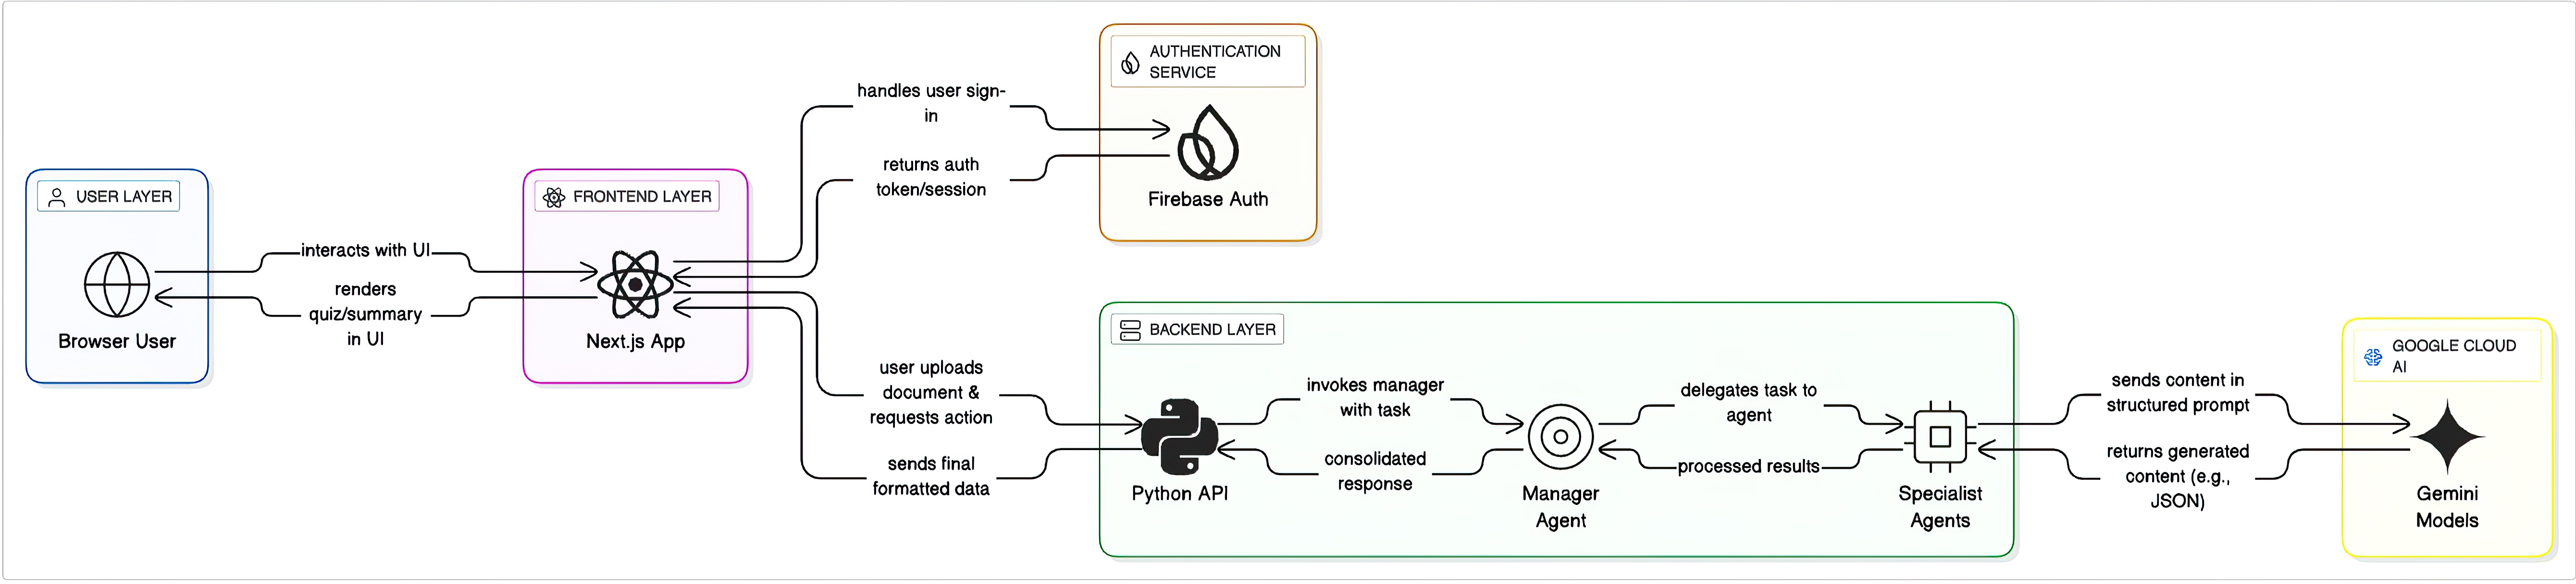 AUTHENTICATION
SERVICE
handles user sign-
in
returns auth
token/session
Firebase Auth
USER LAYER
FRONTEND LAYER
interacts with UI
renders
quiz/summary
in UI
Browser User
Next.js App
BACKEND LAYER
GOOGLE CLOUD
AI
user uploads
document &
requests action
invokes manager
with task
delegates task to
agent
sends content in
structured prompt
sends final
formatted data
consolidated
response
processed results
returns generated
content (e.g.,
JSON)
Python API
Manager
Agent
Specialist
Agents
Gemini
Models